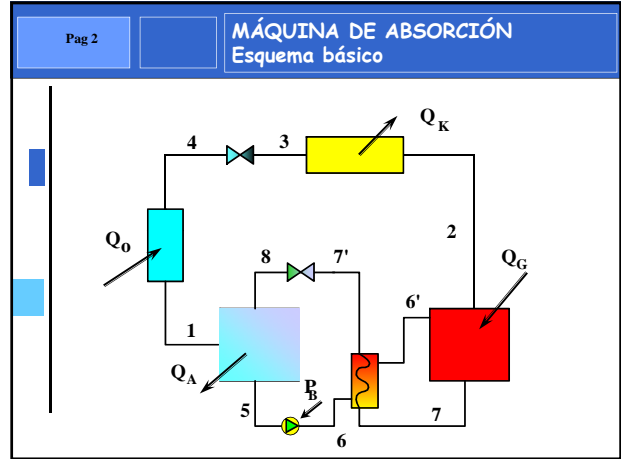 Pag 2
MÁQUINA DE ABSORCIÓN
Esquema básico
Q K
4
3
2
Q O
8
7'
Q G
6'
1
Q A
P B
5
6
7